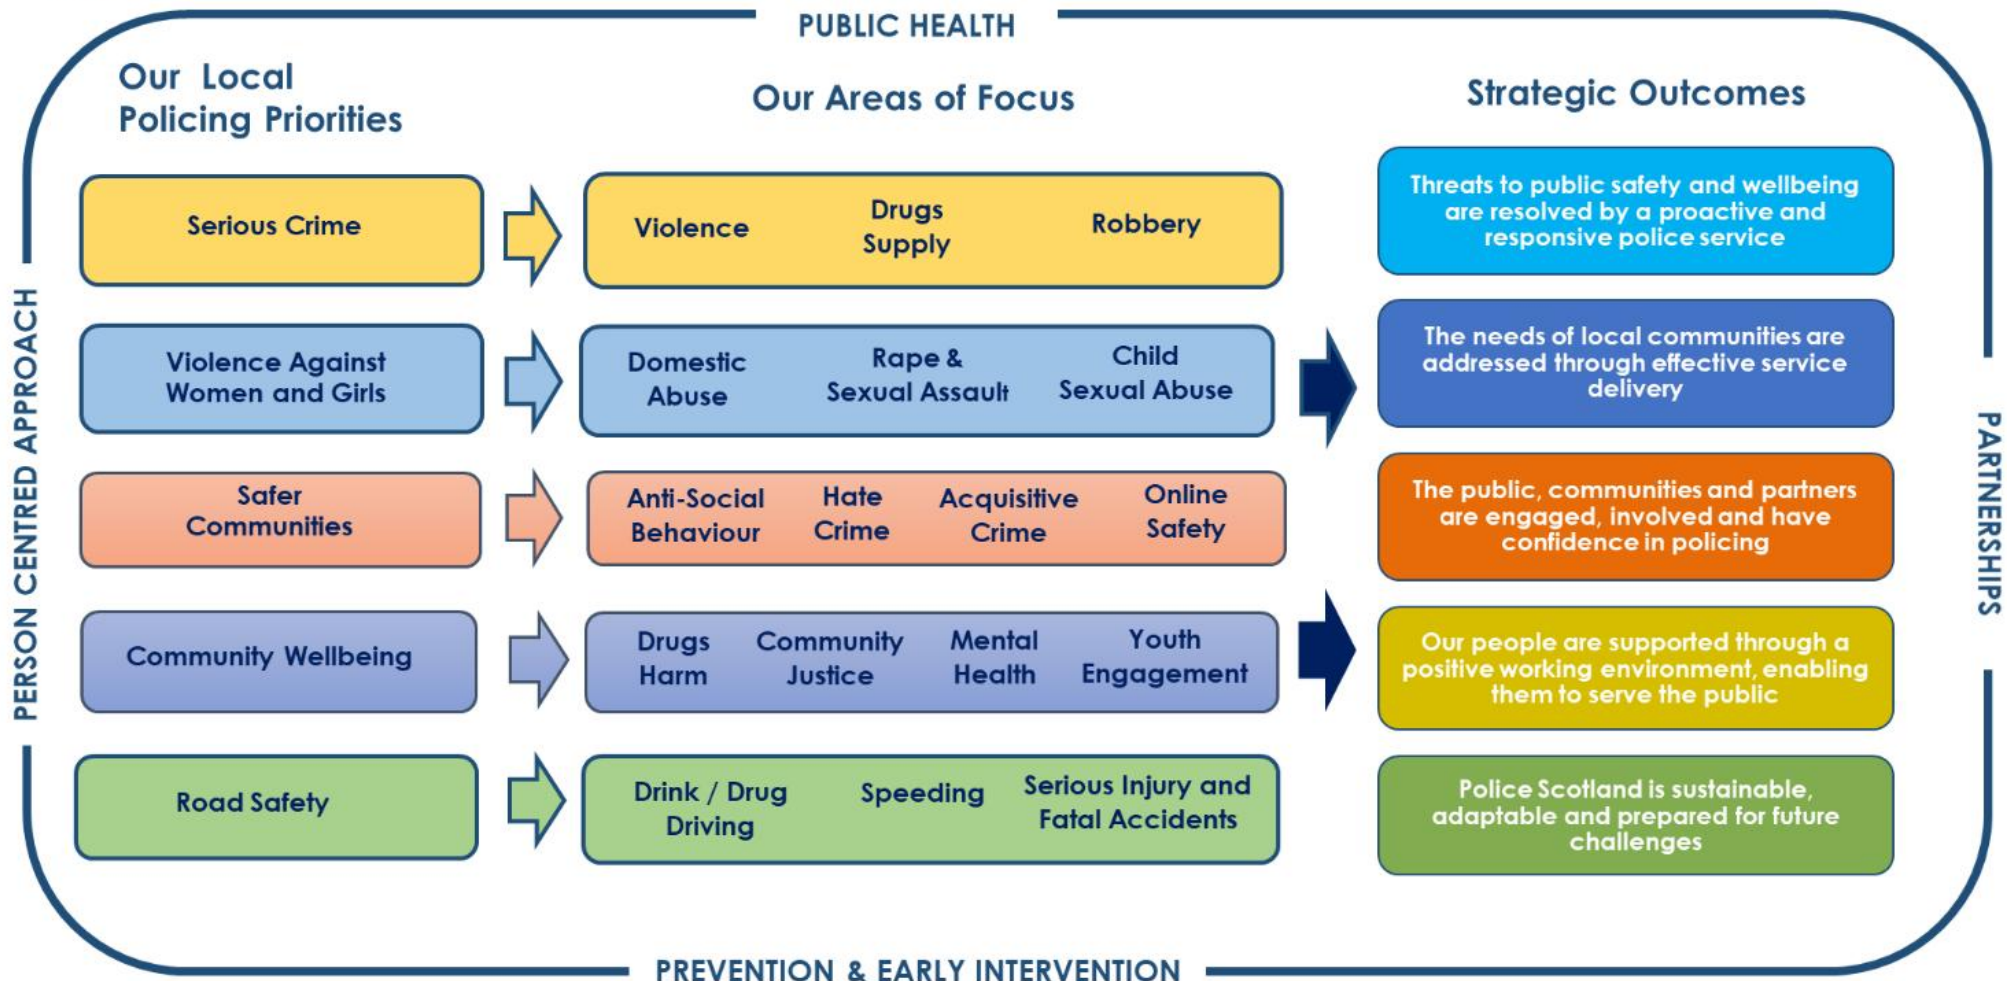 PUBLIC HEALTH
Our Local
Policing Priorities
Our Areas of Focus
Strategic Outcomes
Serious Crime
Violence
Drugs
Supply
Robbery
Threats to public safety and wellbeing
are resolved by a proactive and
responsive police service
Violence Against
Women and Girls
Domestic
Abuse
Rape &
Sexual Assault
Child
Sexual Abuse
The needs of local communities are
addressed through effective service
delivery
Safer
Communities
Anti-Social
Behaviour
Hate
Crime
Acquisitive
Crime
Online
Safety
The public, communities and partners
are engaged, involved and have
confidence in policing
Community Wellbeing
Drugs
Harm
Community
Justice
Mental
Health
Youth
Engagement
Our people are supported through a
positive working environment, enabling
them to serve the public
Road Safety
Drink / Drug
Driving
Speeding
Serious Injury and
Fatal Accidents
Police Scotland is sustainable,
adaptable and prepared for future
challenges
PERSON CENTRED APPROACH
PARTNERSHIPS
PREVENTION & EARLY INTERVENTION